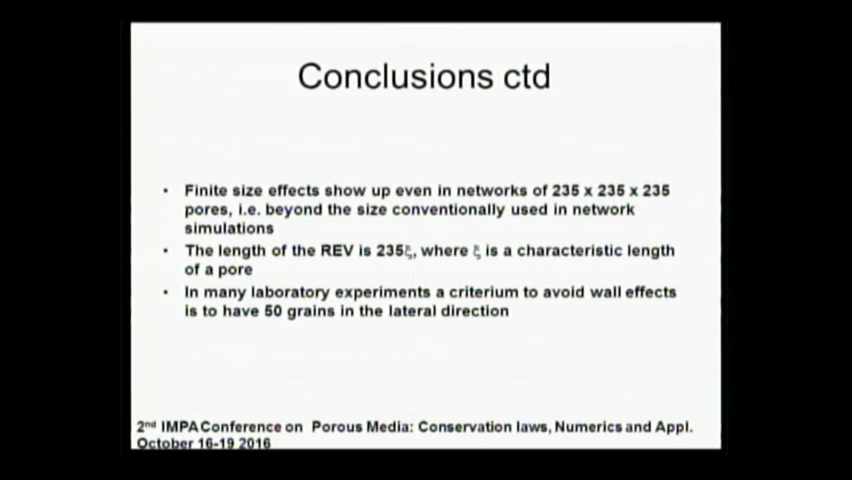 Conclusions ctd
• Finite size effects show up even in networks of 235 x 235 x 235
pores, i.e. beyond the size conventionally used in network
simulations
• The length of the REV is 235ξ, where ξ is a characteristic length
of a pore
• In many laboratory experiments a criterium to avoid wall effects
is to have 50 grains in the lateral direction
2nd IMPA Conference on Porous Media: Conservation laws, Numerics and Appl.
October 16-19 2016